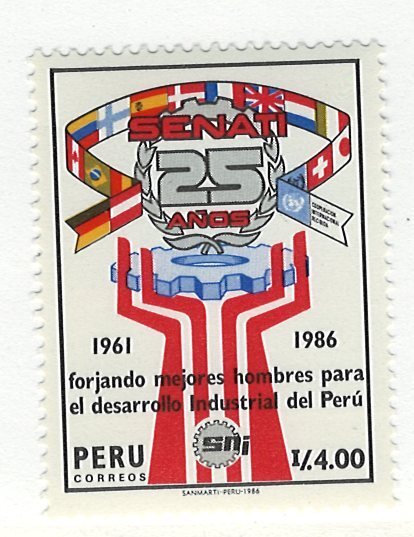 SENATI
25
AÑOS
COOPERACION
INTERNACIONAL
1961
1986
forjando mejores hombres para
el desarrollo Industrial del Perú
sni
PERU
CORREOS
I/.4.00
SANMARTI-PERU-1986